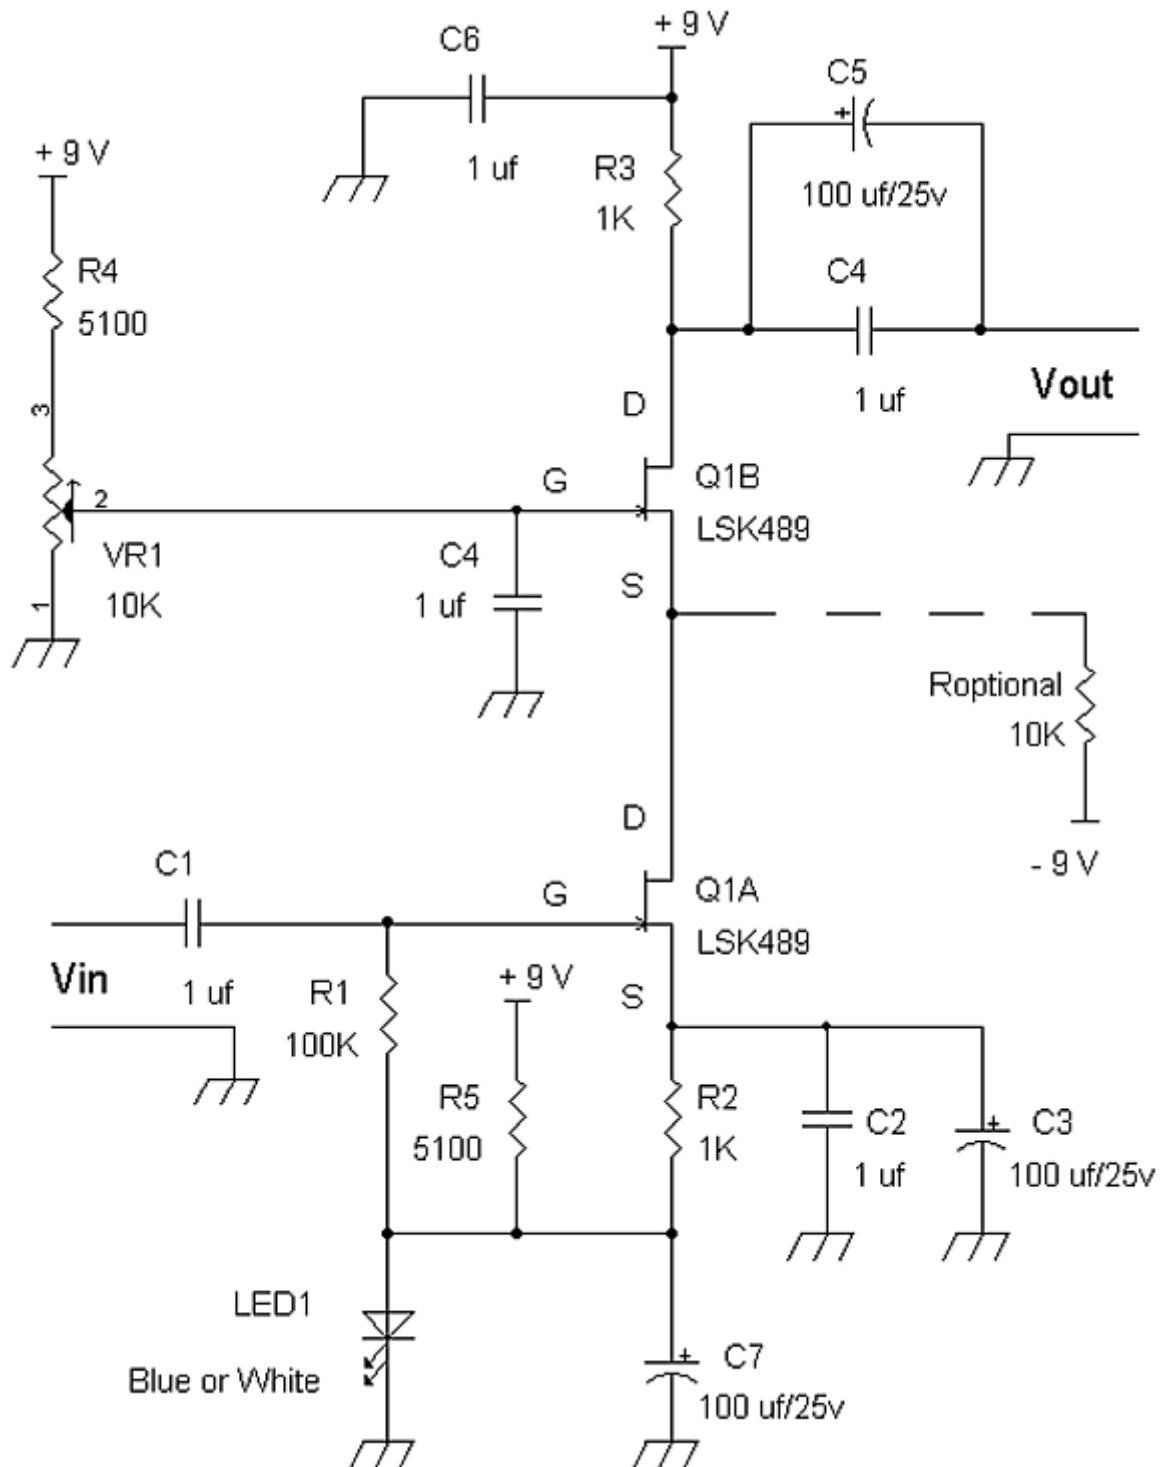 + 9 V
C6
1 uf
R3
1K
C5
+
100 uf/25v
C4
1 uf
Vout
+ 9 V
R4
5100
3
2
VR1
10K
1
D
G
Q1B
LSK489
C4
1 uf
S
Roptional
10K
- 9 V
D
C1
G
Q1A
LSK489
Vin
1 uf
R1
100K
+ 9 V
S
R5
5100
R2
1K
C2
1 uf
+
C3
100 uf/25v
LED1
Blue or White
+
C7
100 uf/25v